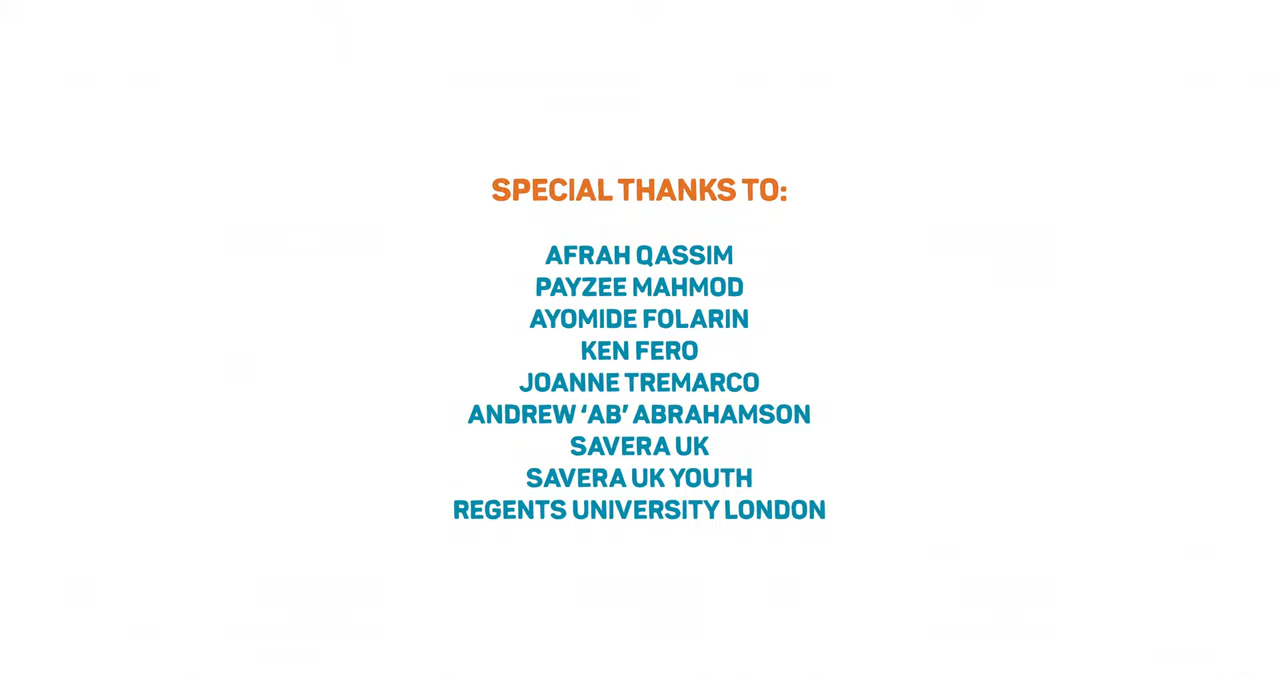 SPECIAL THANKS TO:
AFRAH QASSIM
PAYZEE MAHMOD
AYOMIDE FOLARIN
KEN FERO
JOANNE TREMARCO
ANDREW ‘AB’ ABRAHAMSON
SAVERA UK
SAVERA UK YOUTH
REGENTS UNIVERSITY LONDON